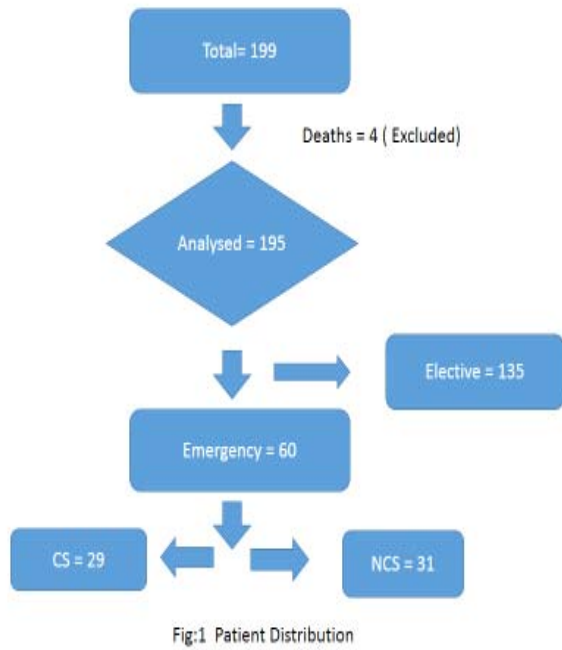 Total= 199
Deaths = 4 ( Excluded)
Analysed = 195
Elective = 135
Emergency = 60
CS = 29
NCS = 31
Fig:1 Patient Distribution